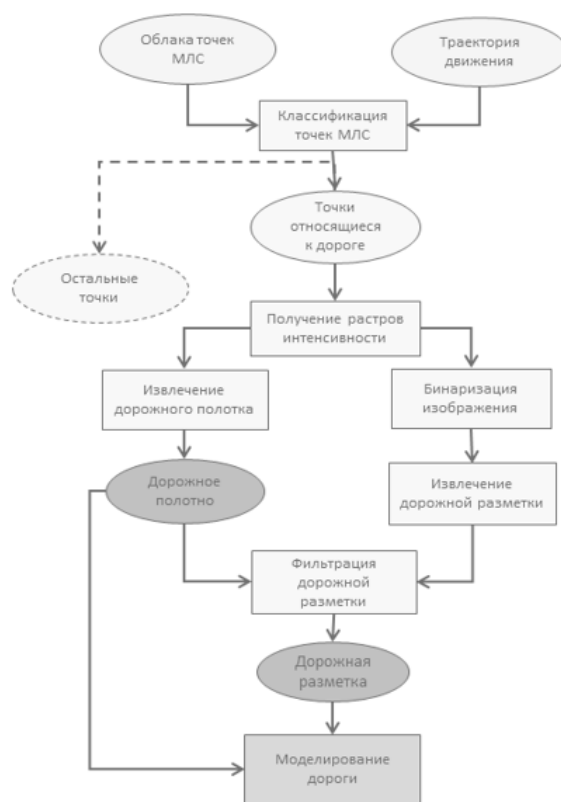 Облака точек
МЛС
Траектория
движения
Классификация
точек МЛС
Точки
относящиеся
к дороге
Остальные
точки
Получение растров
интенсивности
Извлечение
дорожного полотка
Бинаризация
изображения
Дорожное
полотно
Извлечение
дорожной разметки
Фильтрация
дорожной
разметки
Дорожная
разметка
Моделирование
дороги